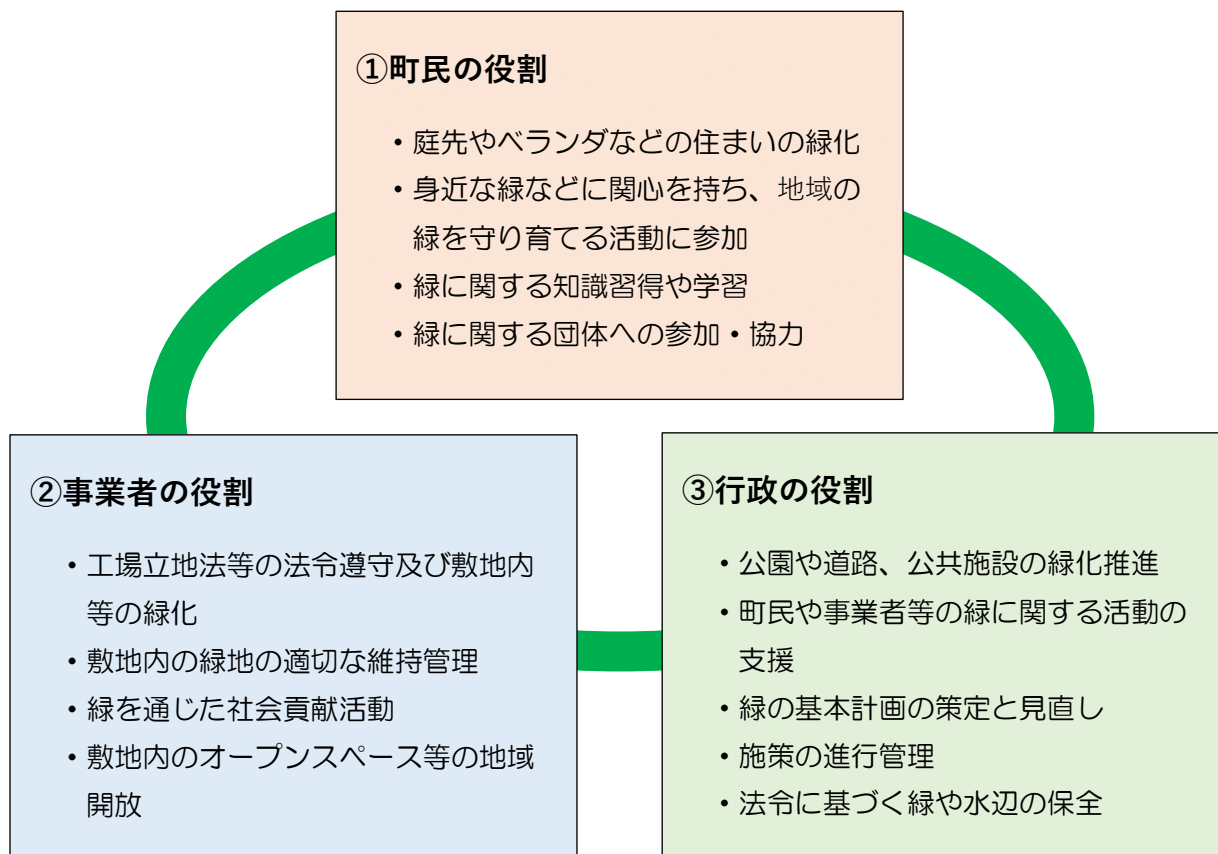 ①町民の役割
・庭先やベランダなどの住まいの緑化
・身近な緑などに関心を持ち、地域の
緑を守り育てる活動に参加
・緑に関する知識習得や学習
・緑に関する団体への参加・協力
②事業者の役割
・工場立地法等の法令遵守及び敷地内
等の緑化
・敷地内の緑地の適切な維持管理
・緑を通じた社会貢献活動
・敷地内のオープンスペース等の地域
開放
③行政の役割
・公園や道路、公共施設の緑化推進
・町民や事業者等の緑に関する活動の
支援
・緑の基本計画の策定と見直し
・施策の進行管理
・法令に基づく緑や水辺の保全